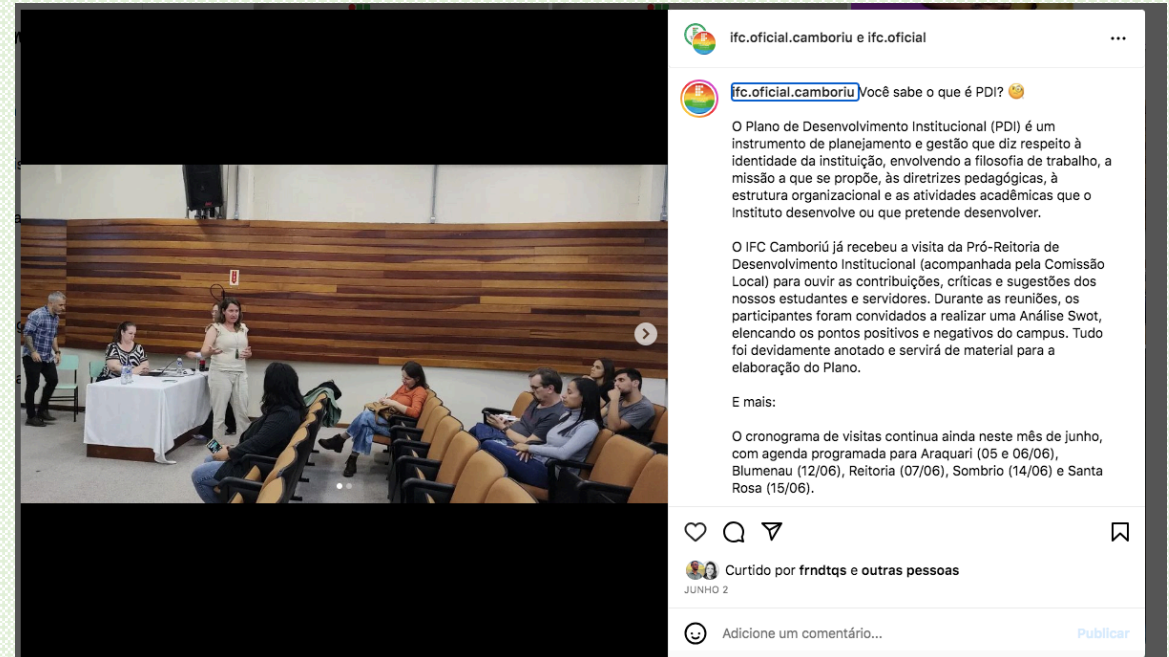 ifc.oficial.camboriu e ifc.oficial
ifc.oficial.camboriu Você sabe o que é PDI? 🧐
O Plano de Desenvolvimento Institucional (PDI) é um
instrumento de planejamento e gestão que diz respeito à
identidade da instituição, envolvendo a filosofia de trabalho, a
missão a que se propõe, às diretrizes pedagógicas, à
estrutura organizacional e as atividades acadêmicas que o
Instituto desenvolve ou que pretende desenvolver.
O IFC Camboriú já recebeu a visita da Pró-Reitoria de
Desenvolvimento Institucional (acompanhada pela Comissão
Local) para ouvir as contribuições, críticas e sugestões dos
nossos estudantes e servidores. Durante as reuniões, os
participantes foram convidados a realizar uma Análise Swot,
elencando os pontos positivos e negativos do campus. Tudo
foi devidamente anotado e servirá de material para a
elaboração do Plano.
E mais:
O cronograma de visitas continua ainda neste mês de junho,
com agenda programada para Araquari (05 e 06/06),
Blumenau (12/06), Reitoria (07/06), Sombrio (14/06) e Santa
Rosa (15/06).
Curtido por frndtqs e outras pessoas
JUNHO 2
Adicione um comentário...
Publicar